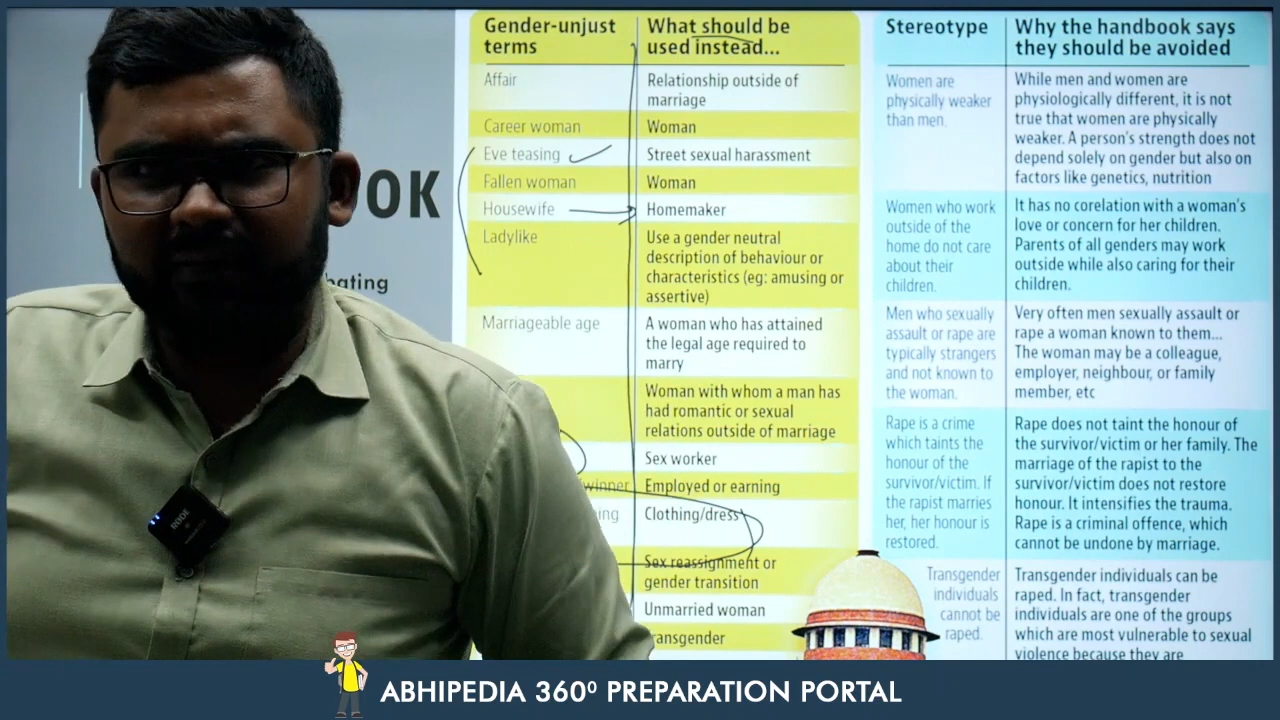 OK
bating
Gender-unjust
terms
What should be
used instead...
Affair
Relationship outside of
marriage
Career woman
Woman
Eve teasing
Street sexual harassment
Fallen woman
Woman
Housewife
Homemaker
Ladylike
Use a gender neutral
description of behaviour or
characteristics (eg: amusing or
assertive)
Marriageable age
A woman who has attained
the legal age required to
marry
Woman with whom a man has
had romantic or sexual
relations outside of marriage
Sex worker
winner
Employed or earning
ing
Clothing/dress
Sex reassignment or
gender transition
Unmarried woman
ransgender
Stereotype
Why the handbook says
they should be avoided
Women are
physically weaker
than men.
While men and women are
physiologically different, it is not
true that women are physically
weaker. A person's strength does not
depend solely on gender but also on
factors like genetics, nutrition
Women who work
outside of the
home do not care
about their
children.
It has no corelation with a woman's
love or concern for her children.
Parents of all genders may work
outside while also caring for their
children.
Men who sexually
assault or rape are
typically strangers
and not known to
the woman.
Very often men sexually assault or
rape a woman known to them...
The woman may be a colleague,
employer, neighbour, or family
member, etc
Rape is a crime
which taints the
honour of the
survivor/victim. If
the rapist marries
her, her honour is
restored.
Rape does not taint the honour of
the survivor/victim or her family. The
marriage of the rapist to the
survivor/victim does not restore
honour. It intensifies the trauma.
Rape is a criminal offence, which
cannot be undone by marriage.
Transgender
individuals
cannot be
raped.
Transgender individuals can be
raped. In fact, transgender
individuals are one of the groups
which are most vulnerable to sexual
violence because they are
RODE
ABHIPEDIA 360⁰ PREPARATION PORTAL